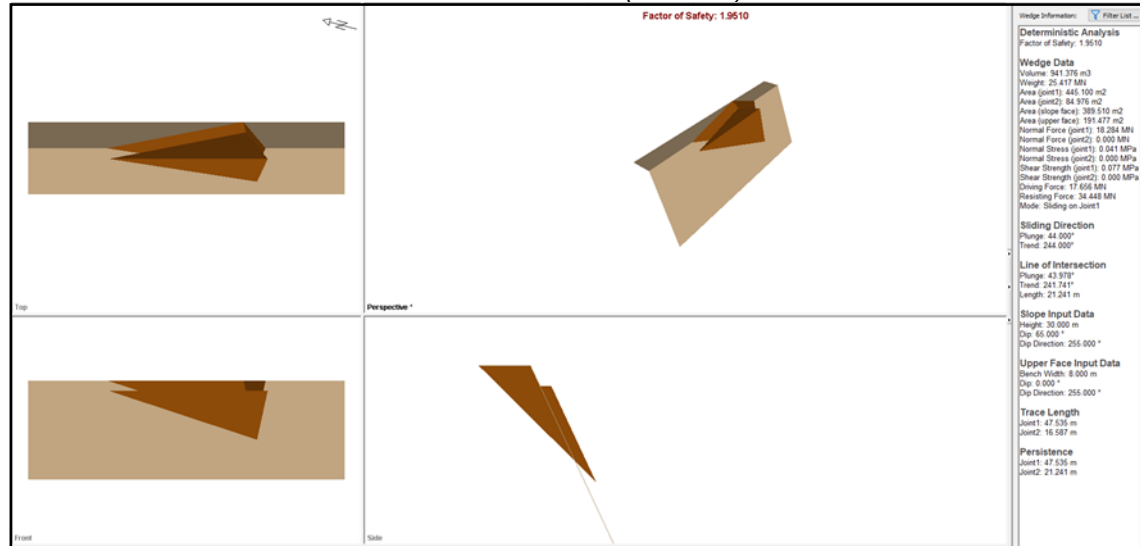 Factor of Safety: 1.9510
Wedge Information:
Filter List ...
Top
Perspective *
Front
Side
Deterministic Analysis
Factor of Safety: 1.9510
Wedge Data
Volume: 941.376 m3
Weight: 25.417 MN
Area (joint1): 445.100 m2
Area (joint2): 84.976 m2
Area (slope face): 389.510 m2
Area (upper face): 191.477 m2
Normal Force (joint1): 18.284 MN
Normal Force (joint2): 0.000 MN
Normal Stress (joint1): 0.041 MPa
Normal Stress (joint2): 0.000 MPa
Shear Strength (joint1): 0.077 MPa
Shear Strength (joint2): 0.000 MPa
Driving Force: 17.656 MN
Resisting Force: 34.448 MN
Mode: Sliding on Joint1
Sliding Direction
Plunge: 44.000°
Trend: 244.000°
Line of Intersection
Plunge: 43.978°
Trend: 241.741°
Length: 21.241 m
Slope Input Data
Height: 30.000 m
Dip: 65.000 °
Dip Direction: 255.000 °
Upper Face Input Data
Bench Width: 8.000 m
Dip: 0.000 °
Dip Direction: 255.000 °
Trace Length
Joint1: 47.535 m
Joint2: 16.587 m
Persistence
Joint1: 47.535 m
Joint2: 21.241 m